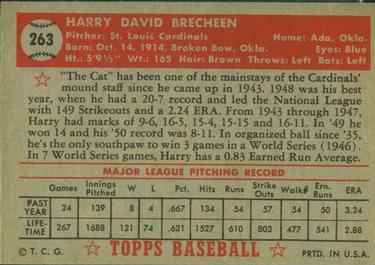 263
HARRY DAVID BRECHEEN
Pitcher: St. Louis Cardinals Home: Ada, Okla.
Born: Oct. 14, 1914, Broken Bow, Okla. Eyes: Blue
Ht.: 5'9½" Wt.: 165 Hair: Brown Throws: Left Bats: Left
"The Cat" has been one of the mainstays of the Cardinals'
mound staff since he came up in 1943. 1948 was his best
year, when he had a 20-7 record and led the National League
with 149 Strikeouts and a 2.24 ERA. From 1943 through 1947,
Harry had marks of 9-6, 16-5, 15-4, 15-15 and 16-11. In '49 he
won 14 and his '50 record was 8-11. In organized ball since '35,
he's the only southpaw to win 3 games in a World Series (1946).
In 7 World Series games, Harry has a 0.83 Earned Run Average.
MAJOR LEAGUE PITCHING RECORD
Games Innings Pitched W L Pct. Hits Runs Strike Outs Walks Ern. Runs ERA
PAST YEAR 24 139 8 4 .667 134 54 57 54 50 3.24
LIFE-TIME 267 1688 121 74 .621 1527 610 803 477 541 2.88
© T. C. G. TOPPS BASEBALL PRTD. IN U.S.A.